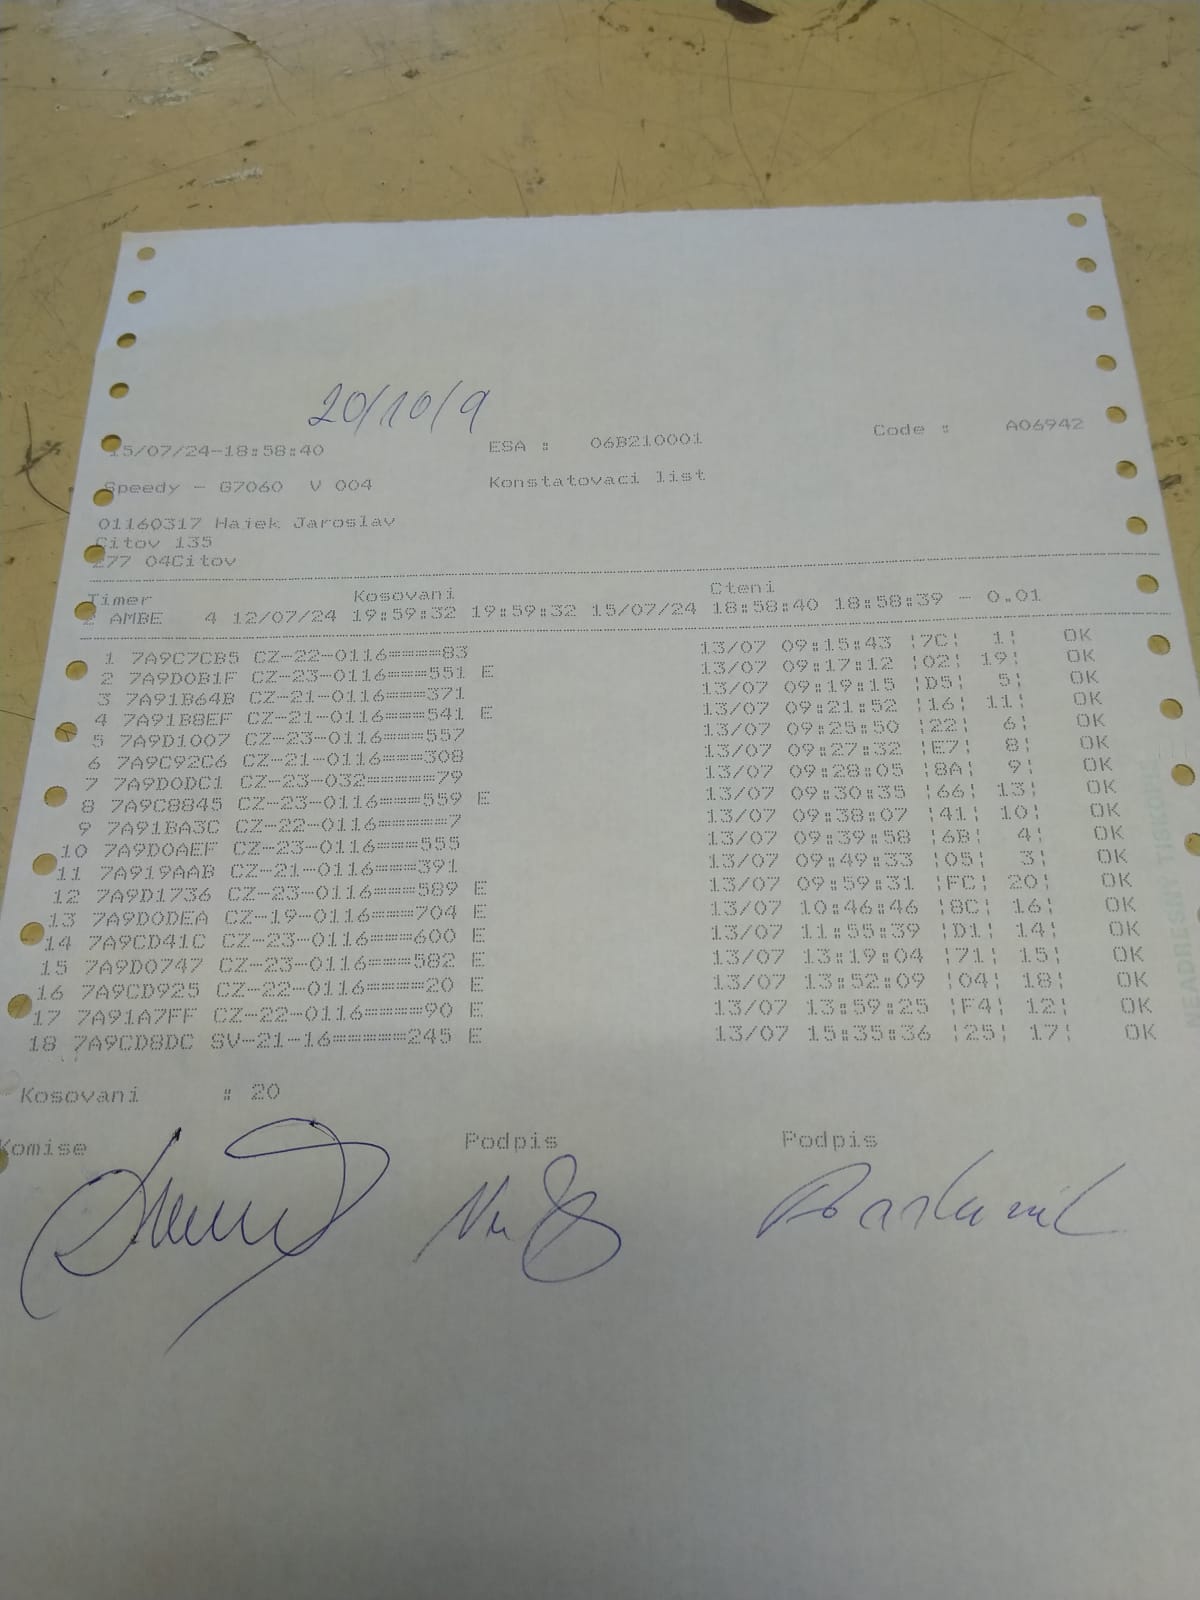 20/10/9
15/07/24-18:58:40 ESA : 06B210001 Code : A06942
Speedy - G7060 V 004 Konstatovaci list
01160317 Hajek Jaroslav
Citov 135
277 04Citov
Timer Kosovani Cteni
2 AMBE 4 12/07/24 19:59:32 19:59:32 15/07/24 18:58:40 18:58:39 - 0.01
1 7A9C7CB5 CZ-22-0116=====83 13/07 09:15:43 ¦7C¦ 1¦ OK
2 7A9D0B1F CZ-23-0116====551 E 13/07 09:17:12 ¦02¦ 19¦ OK
3 7A91B64B CZ-21-0116====371 13/07 09:19:15 ¦D5¦ 5¦ OK
4 7A91B8EF CZ-21-0116====541 E 13/07 09:21:52 ¦16¦ 11¦ OK
5 7A9D1007 CZ-23-0116====557 13/07 09:25:50 ¦22¦ 6¦ OK
6 7A9C92C6 CZ-21-0116====308 13/07 09:27:32 ¦E7¦ 8¦ OK
7 7A9D0DC1 CZ-23-032======79 13/07 09:28:05 ¦8A¦ 9¦ OK
8 7A9C8845 CZ-23-0116====559 E 13/07 09:30:35 ¦66¦ 13¦ OK
9 7A91BA3C CZ-22-0116======7 13/07 09:38:07 ¦41¦ 10¦ OK
10 7A9D0AEF CZ-23-0116====555 13/07 09:39:58 ¦6B¦ 4¦ OK
11 7A919AAB CZ-21-0116====391 13/07 09:49:33 ¦05¦ 3¦ OK
12 7A9D1736 CZ-23-0116====589 E 13/07 09:59:31 ¦FC¦ 20¦ OK
13 7A9D0DEA CZ-19-0116====704 E 13/07 10:46:46 ¦8C¦ 16¦ OK
14 7A9CD41C CZ-23-0116====600 E 13/07 11:55:39 ¦D1¦ 14¦ OK
15 7A9D0747 CZ-23-0116====582 E 13/07 13:19:04 ¦71¦ 15¦ OK
16 7A9CD925 CZ-22-0116=====20 E 13/07 13:52:09 ¦04¦ 18¦ OK
17 7A91A7FF CZ-22-0116=====90 E 13/07 13:59:25 ¦F4¦ 12¦ OK
18 7A9CD8DC SV-21-16======245 E 13/07 15:35:36 ¦25¦ 17¦ OK
Kosovani : 20
Komise Podpis Podpis